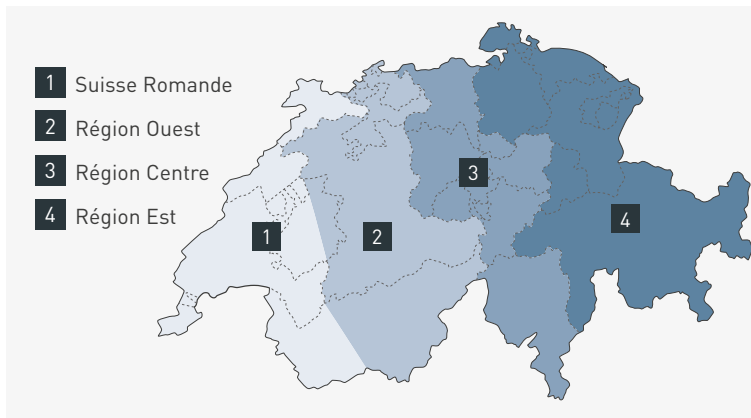 1 Suisse Romande
2 Région Ouest
3 Région Centre
4 Région Est
3
4
1
2